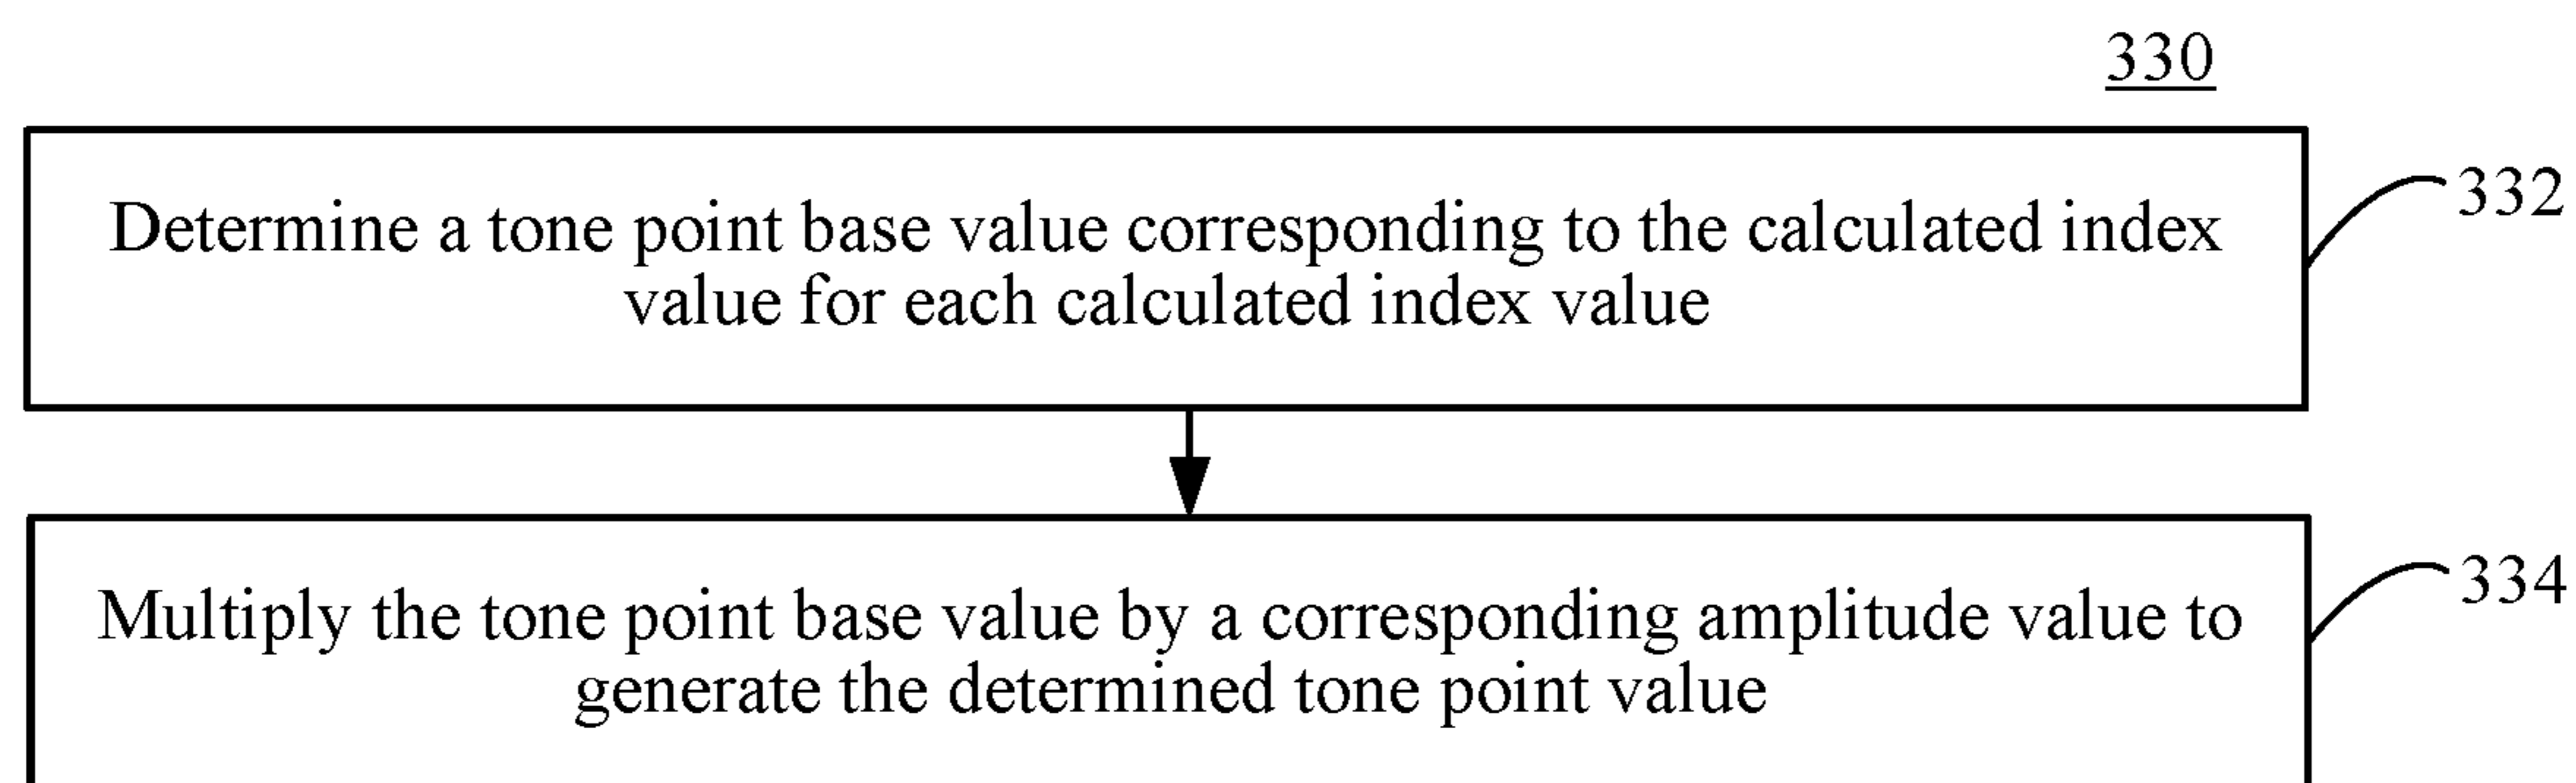 330
332
Determine a tone point base value corresponding to the calculated index
value for each calculated index value
334
Multiply the tone point base value by a corresponding amplitude value to
generate the determined tone point value